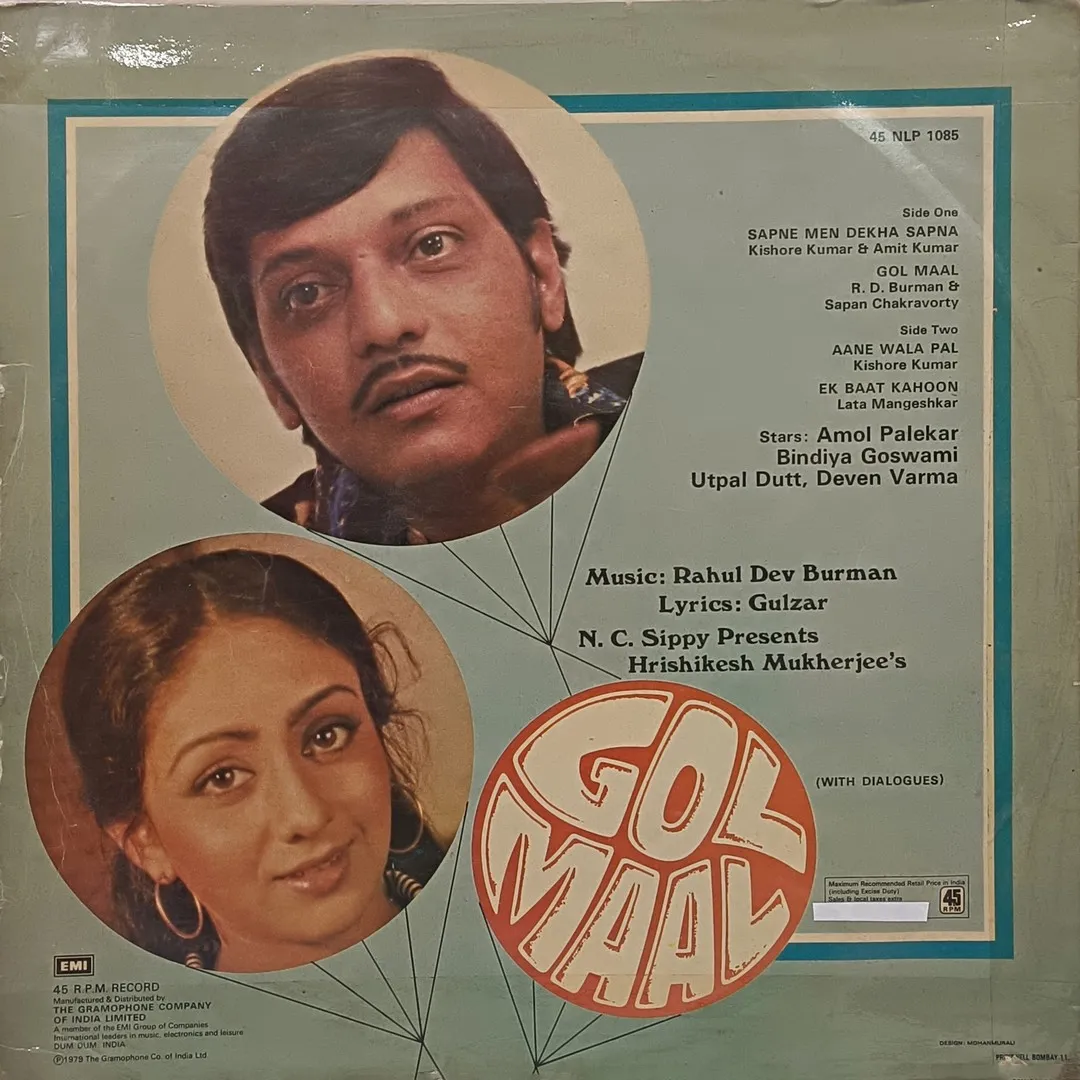 45 NLP 1085
Side One
SAPNE MEN DEKHA SAPNA
Kishore Kumar & Amit Kumar
GOL MAAL
R. D. Burman &
Sapan Chakravorty
Side Two
AANE WALA PAL
Kishore Kumar
EK BAAT KAHOON
Lata Mangeshkar
Stars: Amol Palekar
Bindiya Goswami
Utpal Dutt, Deven Varma
Music: Rahul Dev Burman
Lyrics: Gulzar
N. C. Sippy Presents
Hrishikesh Mukherjee's
GOL
MAAL
(WITH DIALOGUES)
Maximum Recommended Retail Price in India
(including Excise Duty)
Sales & local taxes extra
45
RPM
EMI
45 R.P.M. RECORD
Manufactured & Distributed by
THE GRAMOPHONE COMPANY
OF INDIA LIMITED
A member of the EMI Group of Companies
International leaders in music, electronics and leisure
DUM DUM, INDIA
Ⓟ1979 The Gramophone Co. of India Ltd.
DESIGN: MOHANMURALI
BOMBAY 11.